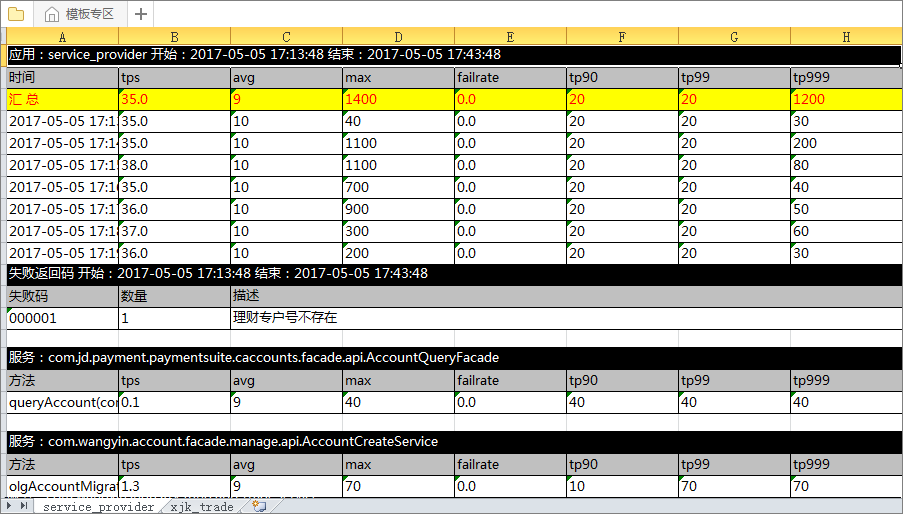 模板专区
A B C D E F G H
应用：service_provider 开始：2017-05-05 17:13:48 结束：2017-05-05 17:43:48
时间 tps avg max failrate tp90 tp99 tp999
汇 总 35.0 9 1400 0.0 20 20 1200
2017-05-05 17:1 35.0 10 40 0.0 20 20 30
2017-05-05 17:1 35.0 10 1100 0.0 20 20 200
2017-05-05 17:1 38.0 10 1100 0.0 20 20 80
2017-05-05 17:1 35.0 10 700 0.0 20 20 40
2017-05-05 17:1 36.0 10 900 0.0 20 20 50
2017-05-05 17:1 37.0 10 300 0.0 20 20 60
2017-05-05 17:1 36.0 10 200 0.0 20 20 30
失败返回码 开始：2017-05-05 17:13:48 结束：2017-05-05 17:43:48
失败码 数量 描述
000001 1 理财专户号不存在
服务：com.jd.payment.paymentsuite.caccounts.facade.api.AccountQueryFacade
方法 tps avg max failrate tp90 tp99 tp999
queryAccount(co 0.1 9 40 0.0 40 40 40
服务：com.wangyin.account.facade.manage.api.AccountCreateService
方法 tps avg max failrate tp90 tp99 tp999
olgAccountMigra 1.3 9 70 0.0 10 70 70
service_provider xjk_trade